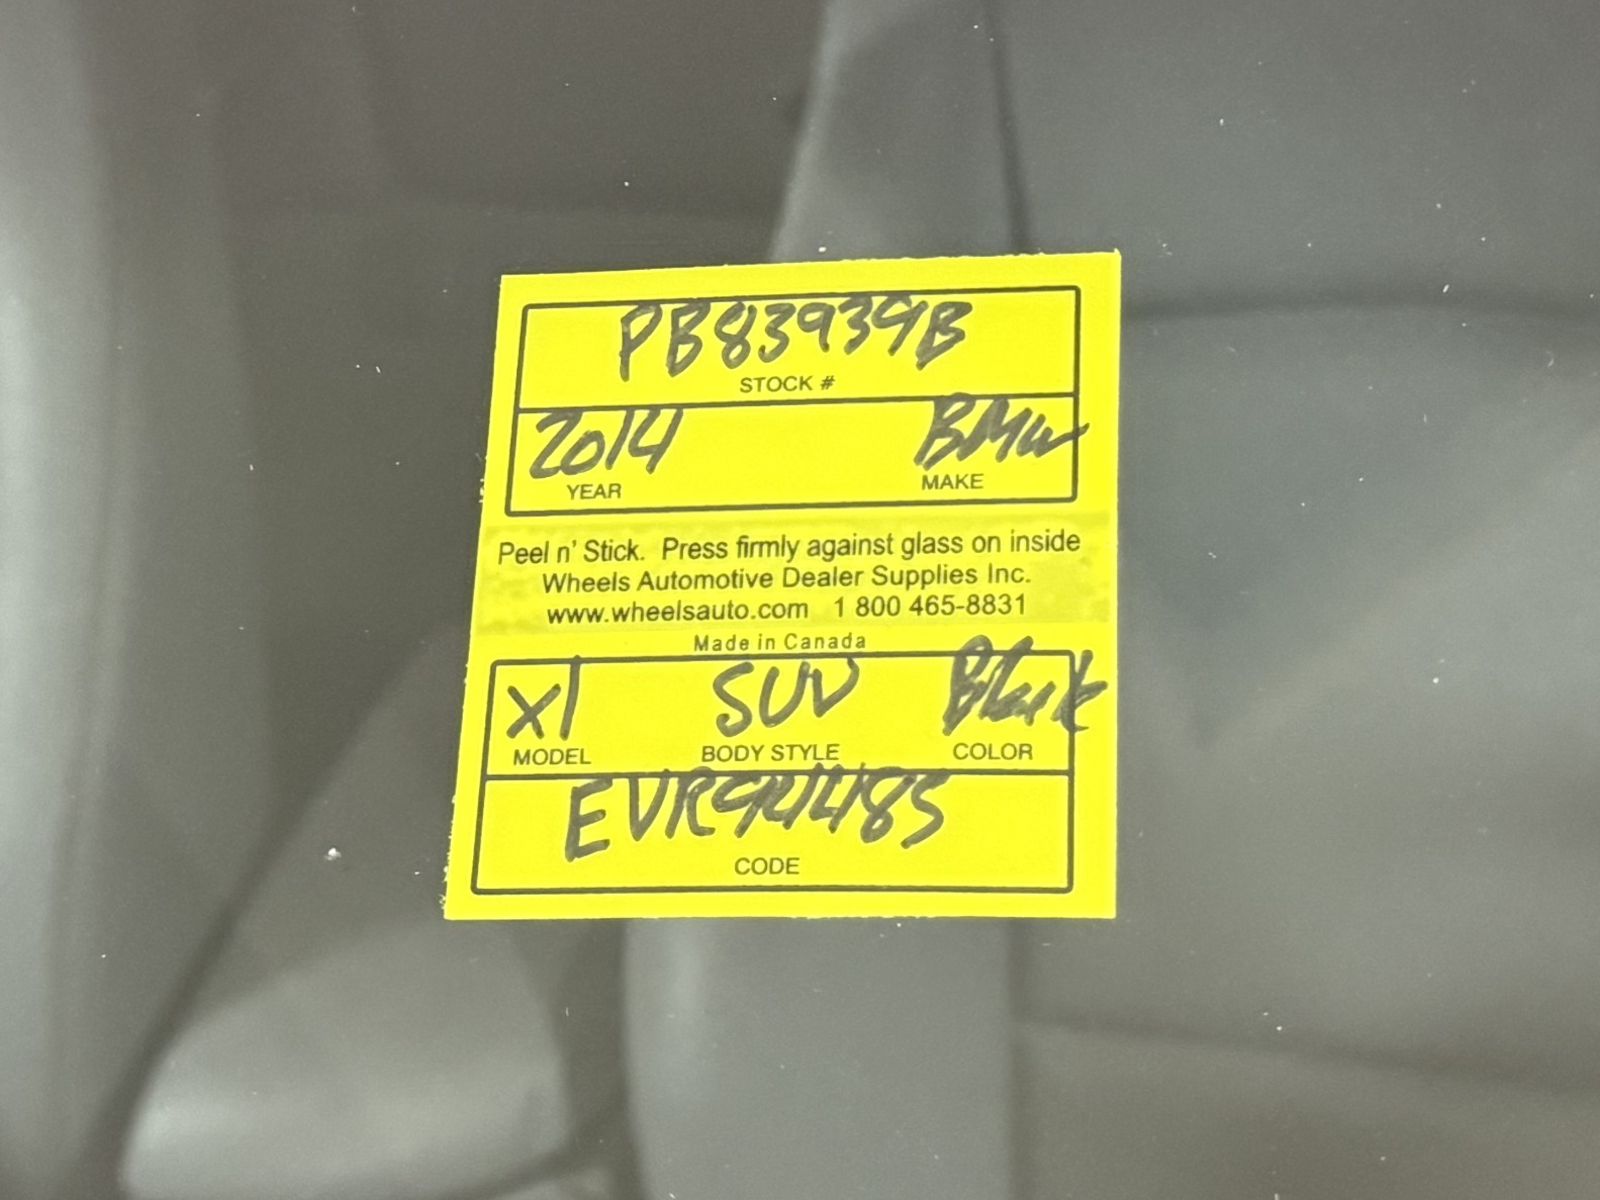 PB83939B
STOCK #
2014 BMW
YEAR MAKE
Peel n' Stick. Press firmly against glass on inside
Wheels Automotive Dealer Supplies Inc.
www.wheelsauto.com 1 800 465-8831
Made in Canada
X1 SUV Black
MODEL BODY STYLE COLOR
EVR94485
CODE